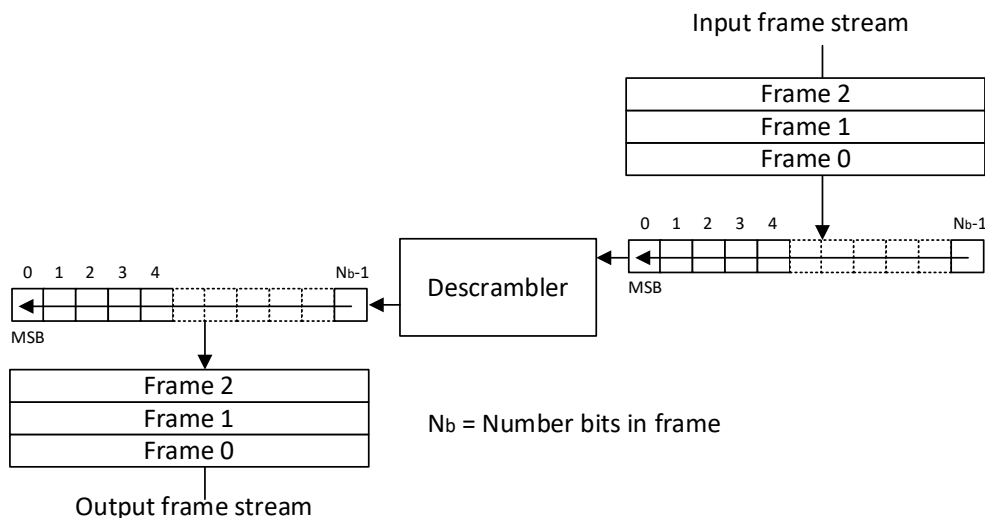 Input frame stream
Frame 2
Frame 1
Frame 0
0 1 2 3 4 Nb-1
MSB
Descrambler
0 1 2 3 4 Nb-1
MSB
Frame 2
Frame 1
Frame 0
Nb = Number bits in frame
Output frame stream